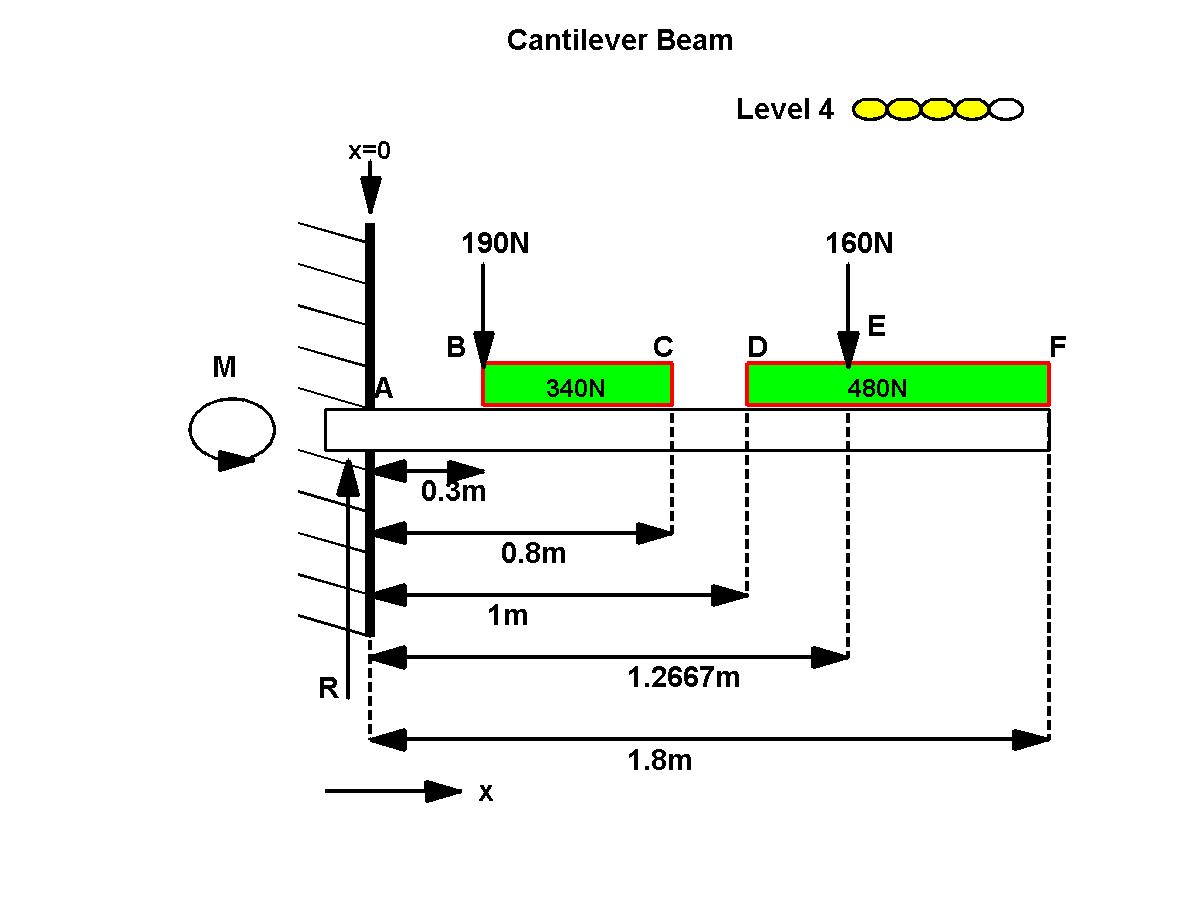 Cantilever Beam
Level 4
x=0
190N
160N
E
B
C
D
F
M
A
340N
480N
0.3m
0.8m
1m
1.2667m
R
1.8m
x